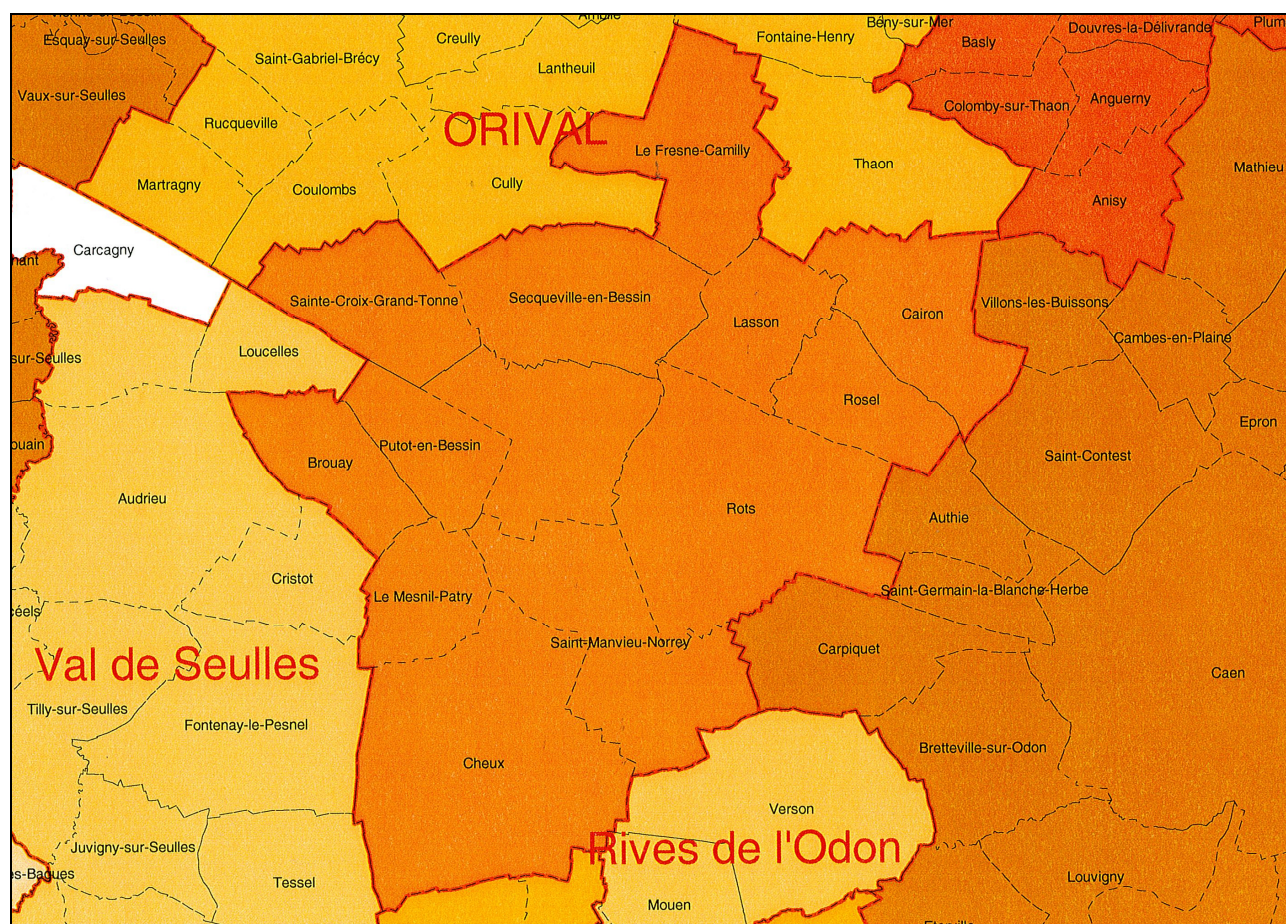 Bény-sur-Mer
Douvres-la-Délivrande
Esquay-sur-Seulles
Creully
Fontaine-Henry
Basly
Saint-Gabriel-Brécy
Lantheuil
Vaux-sur-Seulles
Colomby-sur-Thaon
Anguerny
Rucqueville
ORIVAL
Le Fresne-Camilly
Thaon
Mathieu
Martragny
Coulombs
Cully
Anisy
Carcagny
Sainte-Croix-Grand-Tonne
Secqueville-en-Bessin
Villons-les-Buissons
Lasson
Cairon
Cambes-en-Plaine
Loucelles
sur-Seulles
Rosel
Epron
Putot-en-Bessin
Brouay
Saint-Contest
Audrieu
Rots
Authie
Cristot
Le Mesnil-Patry
Saint-Germain-la-Blanche-Herbe
Saint-Manvieu-Norrey
Carpiquet
Val de Seulles
Caen
Tilly-sur-Seulles
Fontenay-le-Pesnel
Bretteville-sur-Odon
Cheux
Verson
Juvigny-sur-Seulles
Rives de l'Odon
es-Bagues
Tessel
Louvigny
Mouen